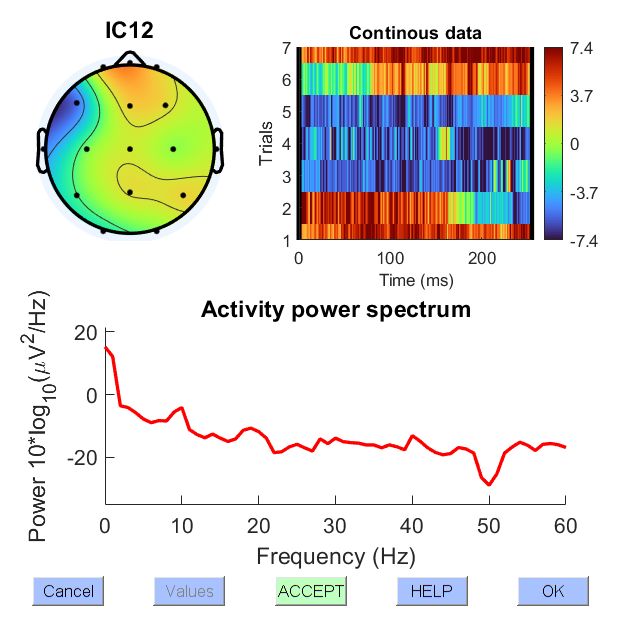 IC12
Continous data
Trials
7
6
5
4
3
2
1
0
100
200
Time (ms)
7.4
3.7
0
-3.7
-7.4
Activity power spectrum
Power 10*log10(μV2/Hz)
20
0
-20
0
10
20
30
40
50
60
Frequency (Hz)
Cancel
Values
ACCEPT
HELP
OK